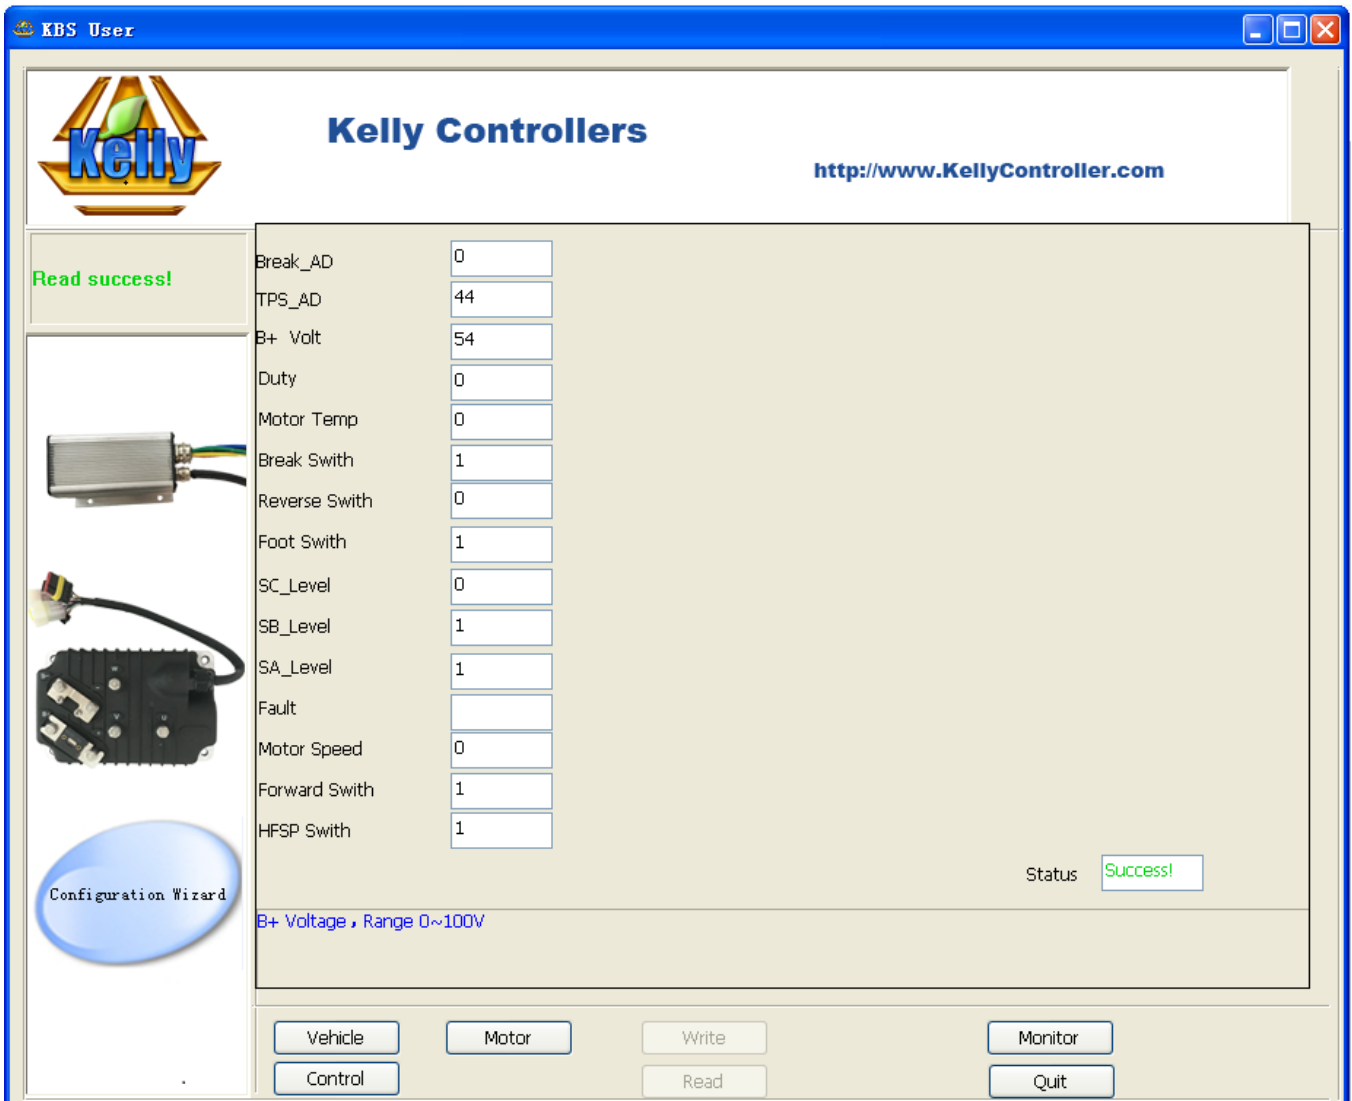 KBS User
Kelly
Kelly Controllers
http://www.KellyController.com
Read success!
Break_AD 0
TPS_AD 44
B+ Volt 54
Duty 0
Motor Temp 0
Break Swith 1
Reverse Swith 0
Foot Swith 1
SC_Level 0
SB_Level 1
SA_Level 1
Fault
Motor Speed 0
Forward Swith 1
HFSP Swith 1
Status Success!
Configuration Wizard
B+ Voltage , Range 0~100V
Vehicle Motor Write Monitor
Control Read Quit